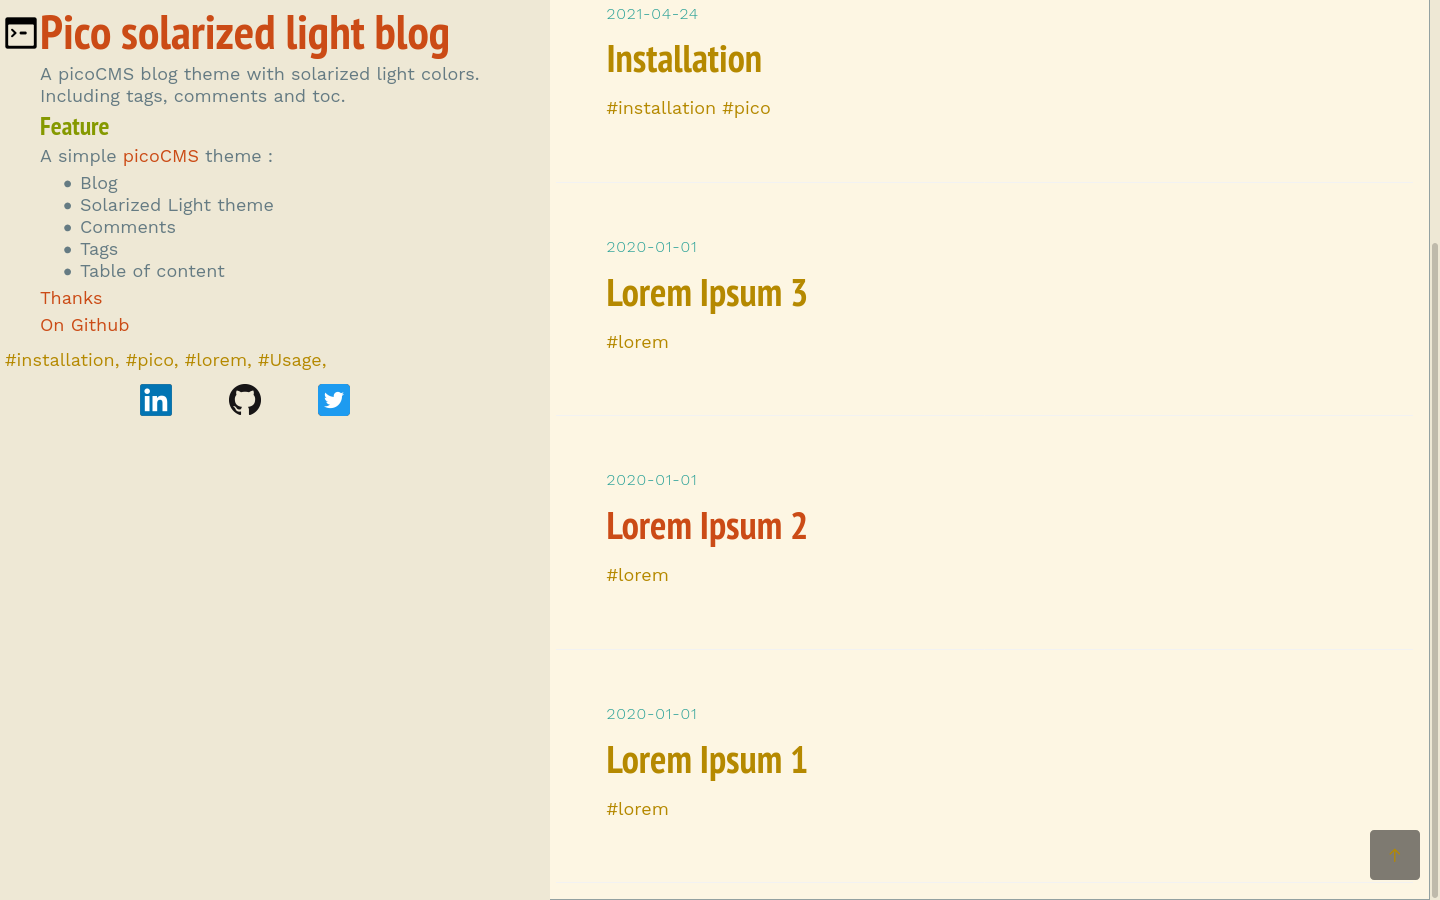 Pico solarized light blog
A picoCMS blog theme with solarized light colors.
Including tags, comments and toc.
Feature
A simple picoCMS theme :
• Blog
• Solarized Light theme
• Comments
• Tags
• Table of content
Thanks
On Github
#installation, #pico, #lorem, #Usage,
2021-04-24
Installation
#installation #pico
2020-01-01
Lorem Ipsum 3
#lorem
2020-01-01
Lorem Ipsum 2
#lorem
2020-01-01
Lorem Ipsum 1
#lorem